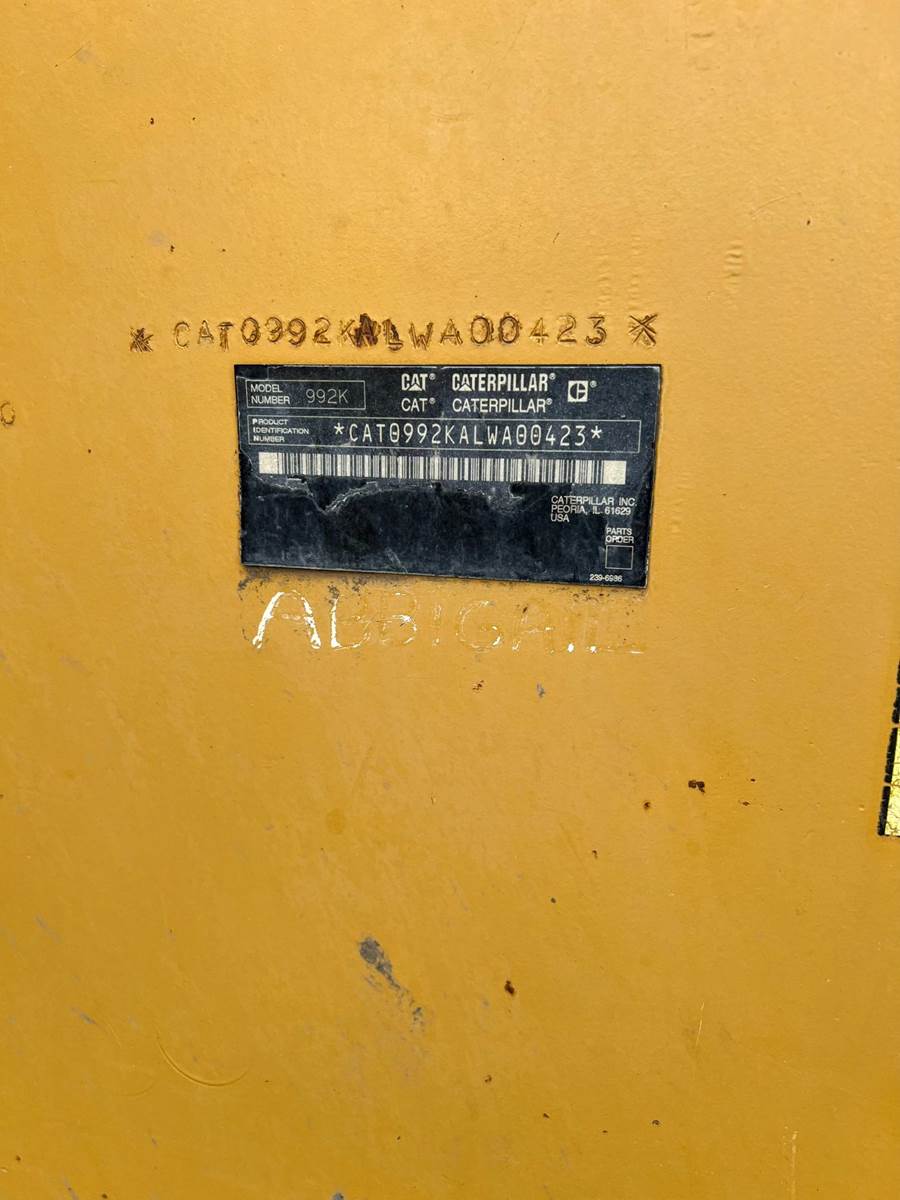 * CAT0992KALWA00423 *
MODEL NUMBER 992K
CAT® CATERPILLAR®
CAT® CATERPILLAR®
PRODUCT IDENTIFICATION NUMBER *CAT0992KALWA00423*
CATERPILLAR INC.
PEORIA, IL 61629
USA
PARTS
ORDER
239-6986
ABBIGAIL